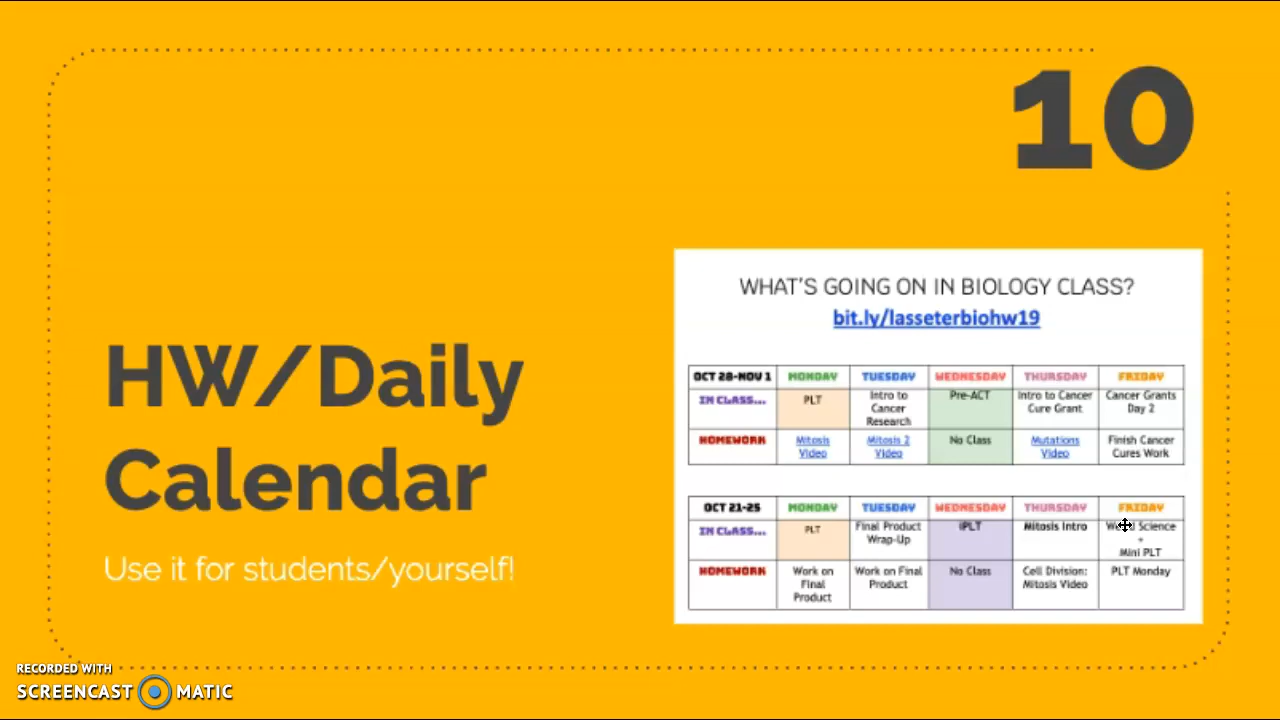 10
HW/Daily
Calendar
Use it for students/yourself!
WHAT'S GOING ON IN BIOLOGY CLASS?
bit.ly/lasseterbiohw19
OCT 28-NOV 1 MONDAY TUESDAY WEDNESDAY THURSDAY FRIDAY
IN CLASS... PLT Intro to Cancer Research Pre-ACT Intro to Cancer Cure Grant Cancer Grants Day 2
HOMEWORK Mitosis Video Mitosis 2 Video No Class Mutations Video Finish Cancer Cures Work
OCT 21-25 MONDAY TUESDAY WEDNESDAY THURSDAY FRIDAY
IN CLASS... PLT Final Product Wrap-Up iPLT Mitosis Intro Science + Mini PLT
HOMEWORK Work on Final Product Work on Final Product No Class Cell Division: Mitosis Video PLT Monday
RECORDED WITH
SCREENCAST MATIC